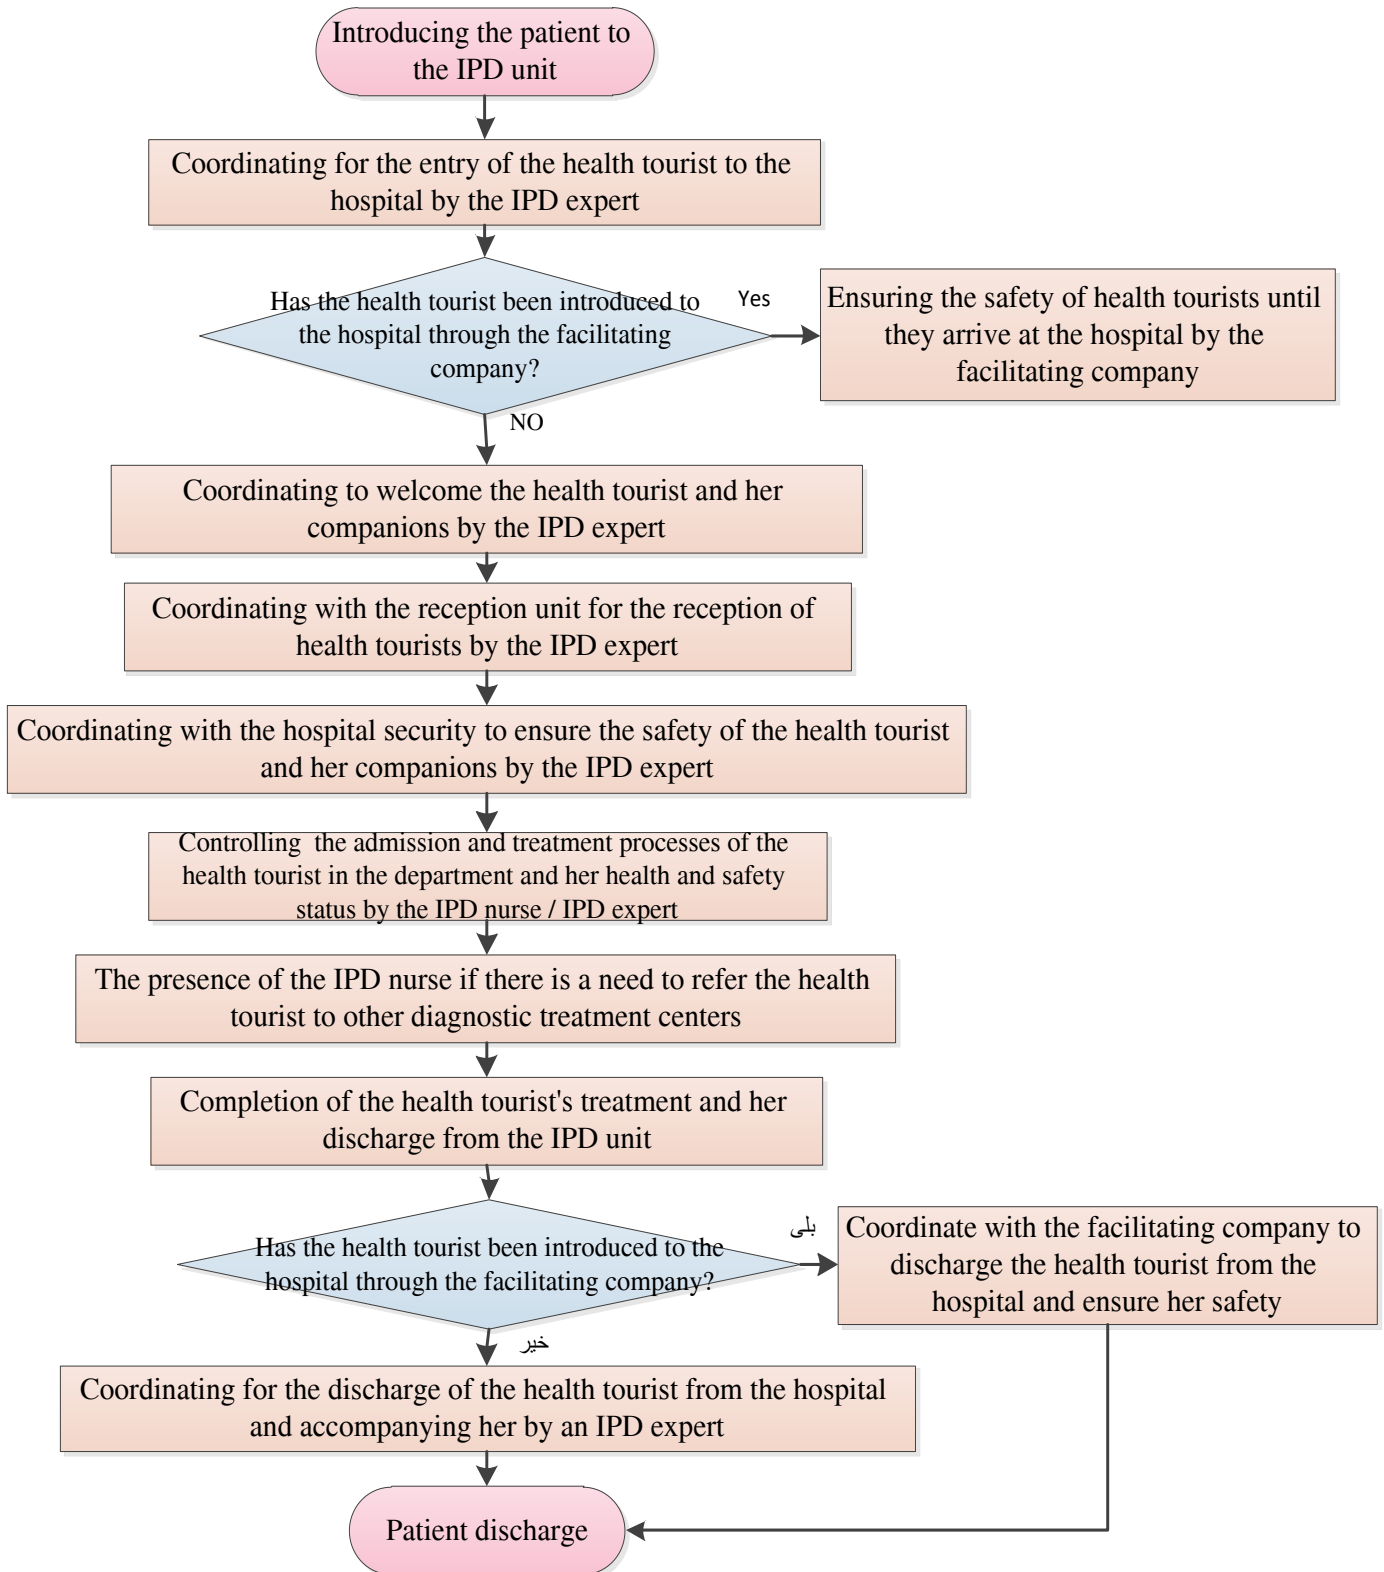 Introducing the patient to
the IPD unit
Coordinating for the entry of the health tourist to the
hospital by the IPD expert
Has the health tourist been introduced to
the hospital through the facilitating
company?
Yes
Ensuring the safety of health tourists until
they arrive at the hospital by the
facilitating company
NO
Coordinating to welcome the health tourist and her
companions by the IPD expert
Coordinating with the reception unit for the reception of
health tourists by the IPD expert
Coordinating with the hospital security to ensure the safety of the health tourist
and her companions by the IPD expert
Controlling the admission and treatment processes of the
health tourist in the department and her health and safety
status by the IPD nurse / IPD expert
The presence of the IPD nurse if there is a need to refer the health
tourist to other diagnostic treatment centers
Completion of the health tourist's treatment and her
discharge from the IPD unit
Has the health tourist been introduced to the
hospital through the facilitating company?
بلی
Coordinate with the facilitating company to
discharge the health tourist from the
hospital and ensure her safety
خیر
Coordinating for the discharge of the health tourist from the hospital
and accompanying her by an IPD expert
Patient discharge